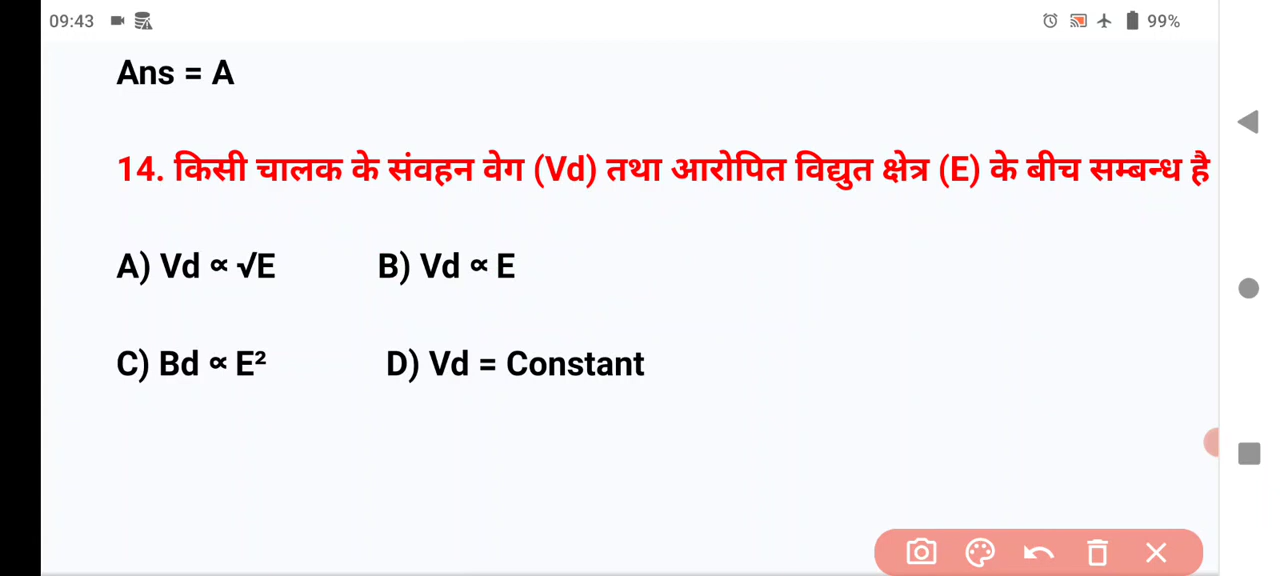 09:43 99%
Ans = A
14. किसी चालक के संवहन वेग (Vd) तथा आरोपित विद्युत क्षेत्र (E) के बीच सम्बन्ध है
A) Vd ∝ √E B) Vd ∝ E
C) Bd ∝ E² D) Vd = Constant